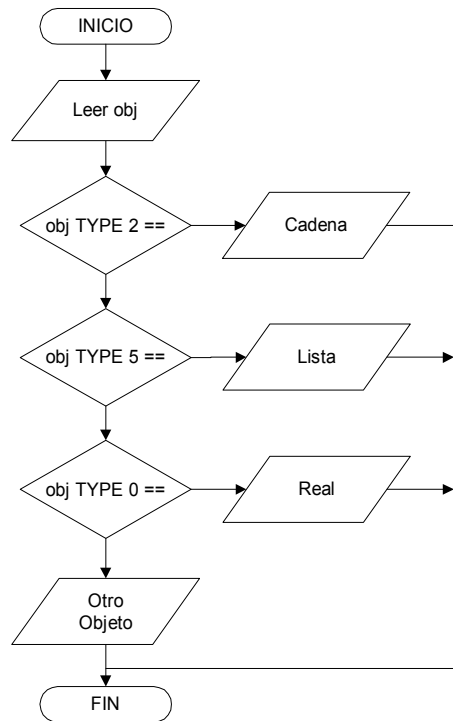 INICIO
Leer obj
obj TYPE 2 ==
Cadena
obj TYPE 5 ==
Lista
obj TYPE 0 ==
Real
Otro
Objeto
FIN